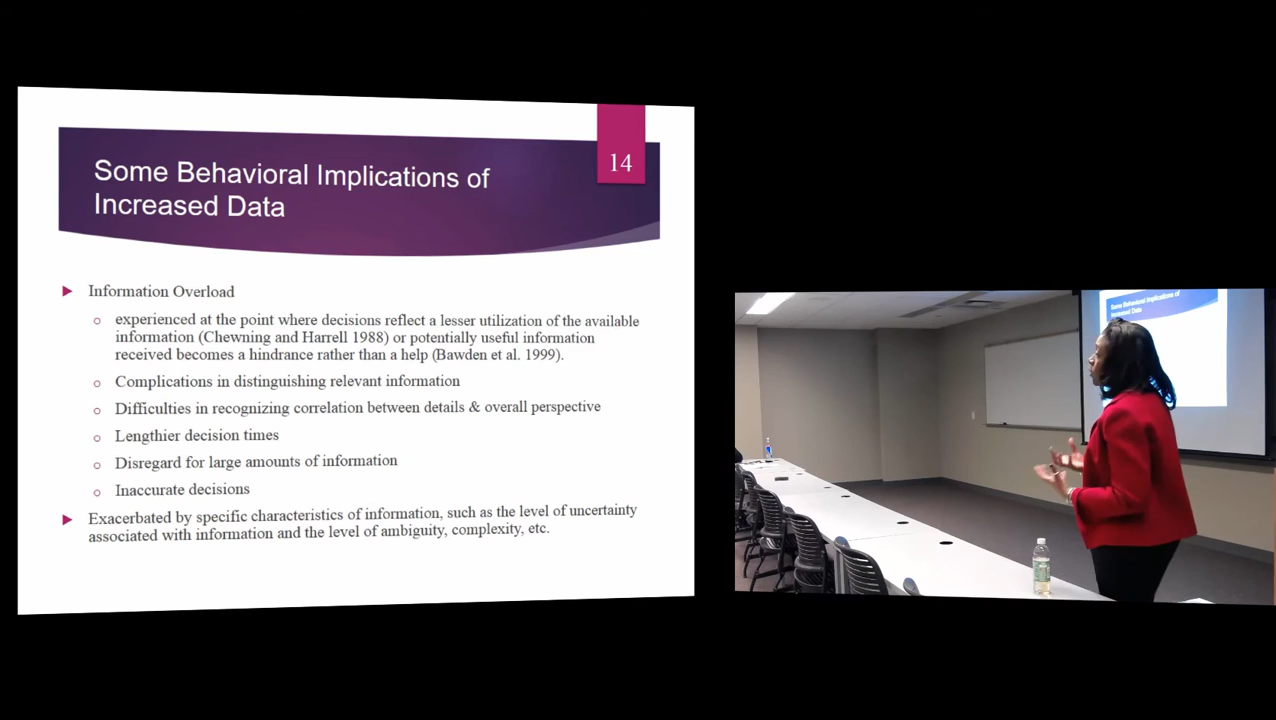 14
Some Behavioral Implications of
Increased Data
Information Overload
experienced at the point where decisions reflect a lesser utilization of the available
information (Chewning and Harrell 1988) or potentially useful information
received becomes a hindrance rather than a help (Bawden et al. 1999).
Complications in distinguishing relevant information
Difficulties in recognizing correlation between details & overall perspective
Lengthier decision times
Disregard for large amounts of information
Inaccurate decisions
Exacerbated by specific characteristics of information, such as the level of uncertainty
associated with information and the level of ambiguity, complexity, etc.
Some Behavioral Implications of
Increased Data